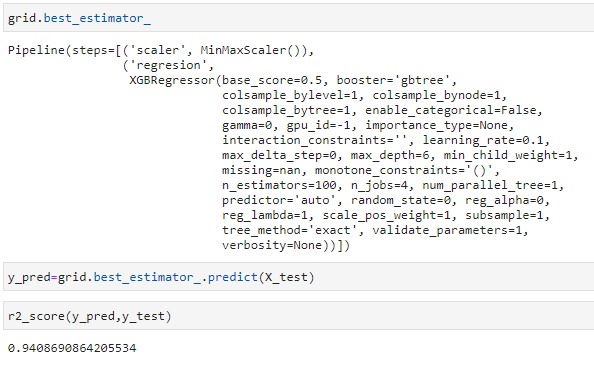 grid.best_estimator_
Pipeline(steps=[('scaler', MinMaxScaler()),
('regresion',
XGBRegressor(base_score=0.5, booster='gbtree',
colsample_bylevel=1, colsample_bynode=1,
colsample_bytree=1, enable_categorical=False,
gamma=0, gpu_id=-1, importance_type=None,
interaction_constraints='', learning_rate=0.1,
max_delta_step=0, max_depth=6, min_child_weight=1,
missing=nan, monotone_constraints='()',
n_estimators=100, n_jobs=4, num_parallel_tree=1,
predictor='auto', random_state=0, reg_alpha=0,
reg_lambda=1, scale_pos_weight=1, subsample=1,
tree_method='exact', validate_parameters=1,
verbosity=None))])
y_pred=grid.best_estimator_.predict(X_test)
r2_score(y_pred,y_test)
0.9408690864205534